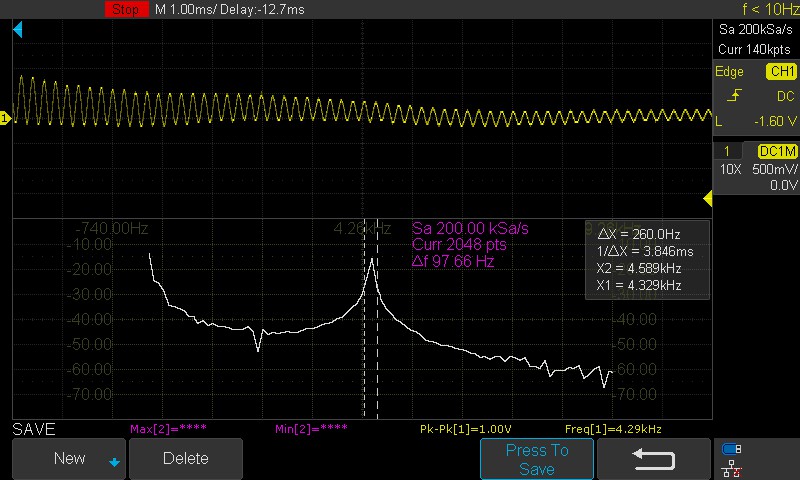 Stop M 1.00ms/ Delay:-12.7ms f < 10Hz
Sa 200kSa/s
Curr 140kpts
Edge CH1
DC
L -1.60 V
1 DC1M
10X 500mV/
0.0V
1
-740.00Hz 4.26kHz
Sa 200.00 kSa/s
Curr 2048 pts
Δf 97.66 Hz
ΔX = 260.0Hz
1/ΔX = 3.846ms
X2 = 4.589kHz
X1 = 4.329kHz
-10.00
-20.00
-30.00
-40.00 -40.00
-50.00 -50.00
-60.00 -60.00
-70.00 -70.00
SAVE Max[2]=**** Min[2]=**** Pk-Pk[1]=1.00V Freq[1]=4.29kHz
New Delete Press To
Save